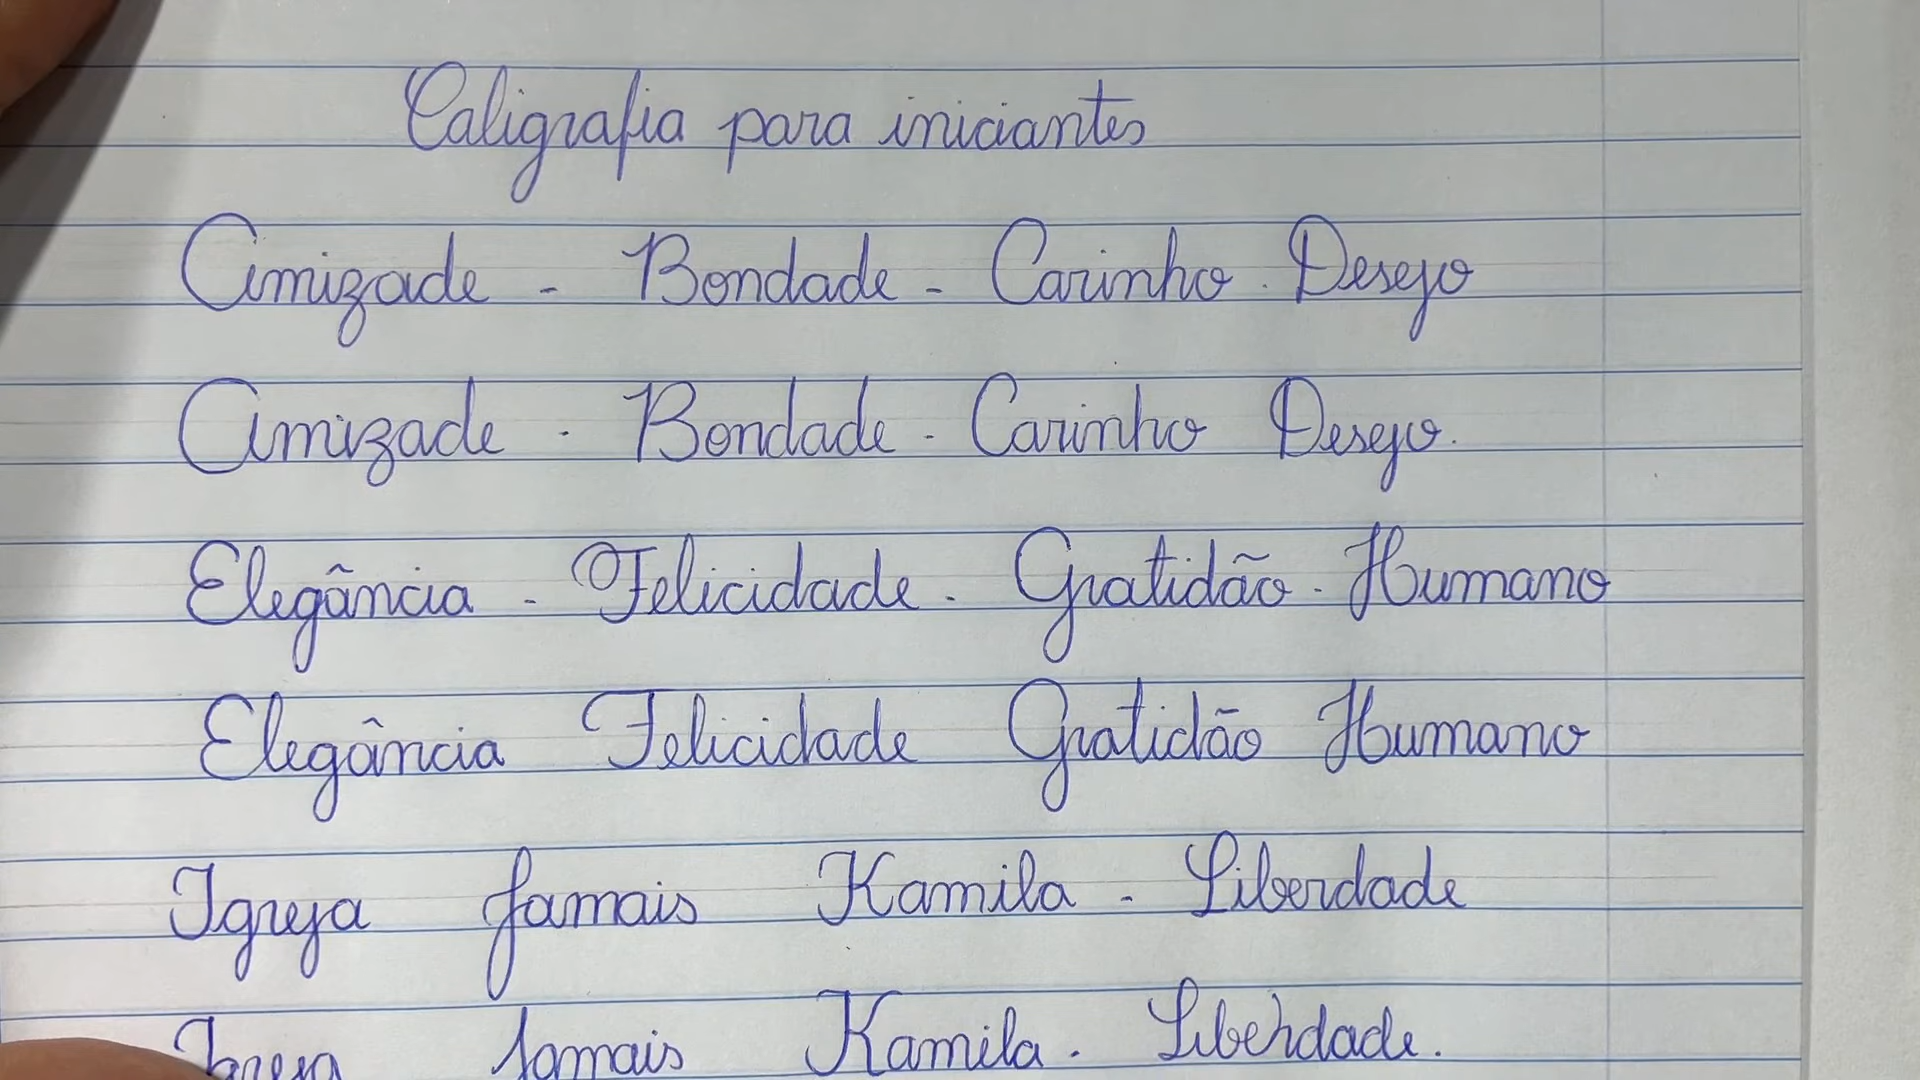 Caligrafia para iniciantes
Amizade - Bondade - Carinho - Desejo
Amizade - Bondade - Carinho Desejo.
Elegância - Felicidade - Gratidão - Humano
Elegância Felicidade Gratidão Humano
Igreja Jamais Kamila - Liberdade
Igreja Jamais Kamila - Liberdade.